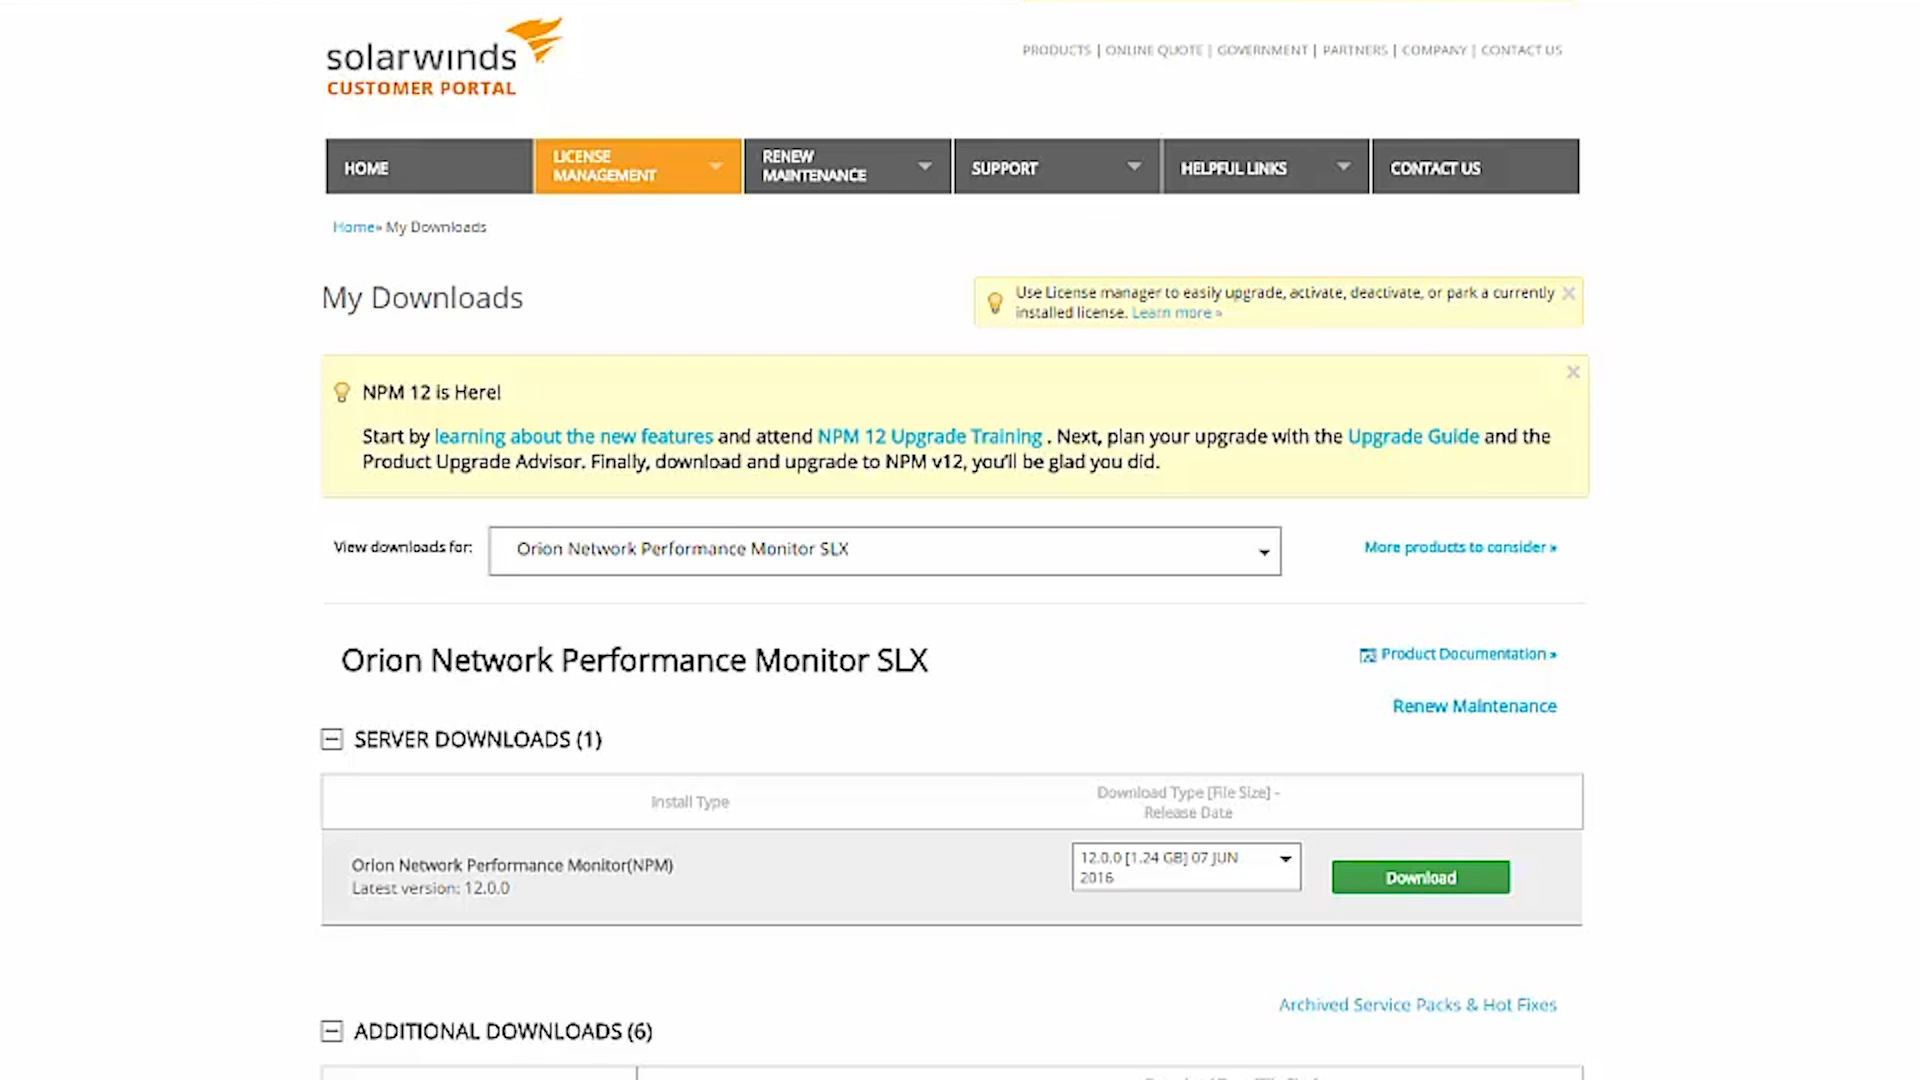 solarwinds
CUSTOMER PORTAL
PRODUCTS | ONLINE QUOTE | GOVERNMENT | PARTNERS | COMPANY | CONTACT US
HOME
LICENSE
MANAGEMENT
RENEW
MAINTENANCE
SUPPORT
HELPFUL LINKS
CONTACT US
Home» My Downloads
My Downloads
Use License manager to easily upgrade, activate, deactivate, or park a currently
installed license. Learn more »
NPM 12 is Here!
Start by learning about the new features and attend NPM 12 Upgrade Training . Next, plan your upgrade with the Upgrade Guide and the
Product Upgrade Advisor. Finally, download and upgrade to NPM v12, you'll be glad you did.
View downloads for:
Orion Network Performance Monitor SLX
More products to consider »
Orion Network Performance Monitor SLX
Product Documentation »
Renew Maintenance
SERVER DOWNLOADS (1)
Install Type
Download Type [File Size] -
Release Date
Orion Network Performance Monitor(NPM)
Latest version: 12.0.0
12.0.0 [1.24 GB] 07 JUN
2016
Download
Archived Service Packs & Hot Fixes
ADDITIONAL DOWNLOADS (6)